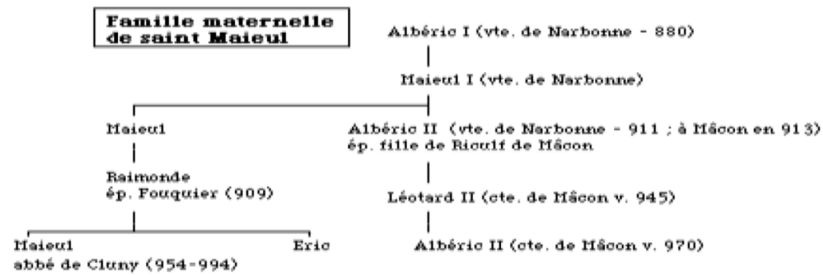 Famille maternelle
de saint Maieul
Albéric I (vte. de Narbonne - 880)
Maieul I (vte. de Narbonne)
Maieul
Albéric II (vte. de Narbonne - 911 ; à Mâcon en 913)
ép. fille de Riculf de Mâcon
Raimonde
ép. Fouquier (909)
Léotard II (cte. de Mâcon v. 945)
Maieul
abbé de Cluny (954-994)
Eric
Albéric II (cte. de Mâcon v. 970)